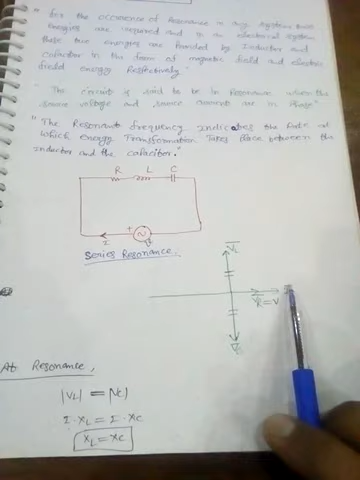 " for the occurence of Resonance in any system two
energies are required and in an electrical system
these two energies are Provided by Inductor and
Capacitor in the form of magnetic field and electric
field energy Respectively"
" The circuit is said to be in Resonance when the
source voltage and source current are in Phase"
"The Resonant frequency indicates the Rate at
which energy Transformation Takes Place between the
inductor and the capacitor."
R L C
+ ~
I
Series Resonance.
VL
VR = V
VC
At Resonance,
|VL| = |VC|
I · XL = I · XC
XL = XC